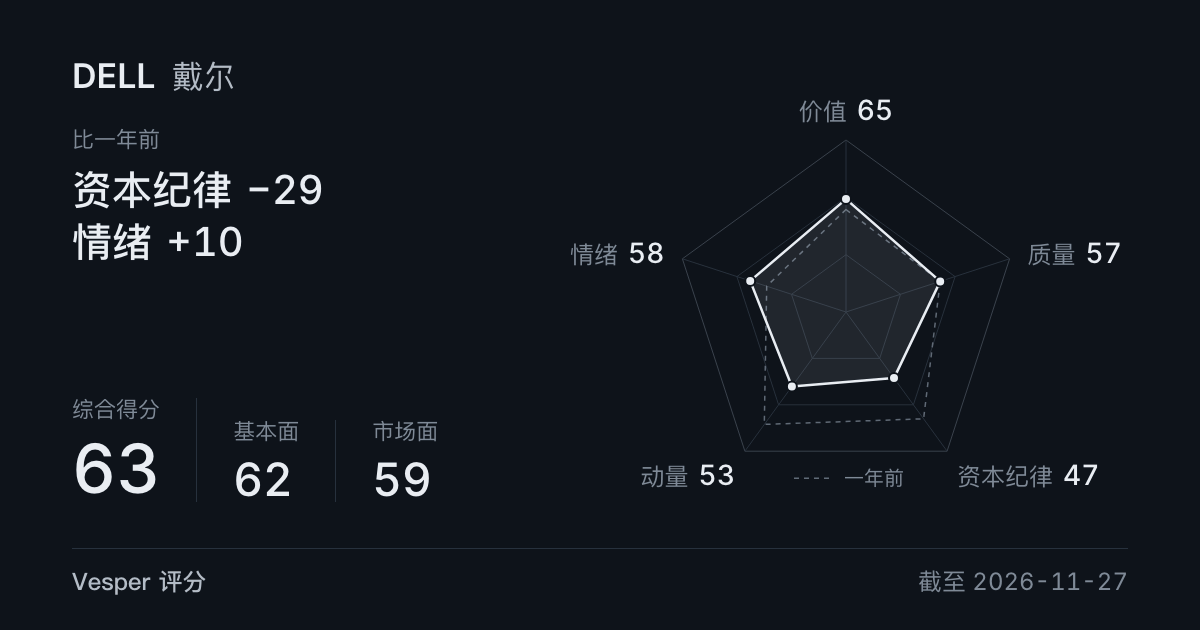 DELL 戴尔
比一年前
资本纪律 −29
情绪 +10
综合得分
63
基本面
62
市场面
59
价值 65
情绪 58
质量 57
动量 53
一年前
资本纪律 47
Vesper 评分
截至 2026-11-27